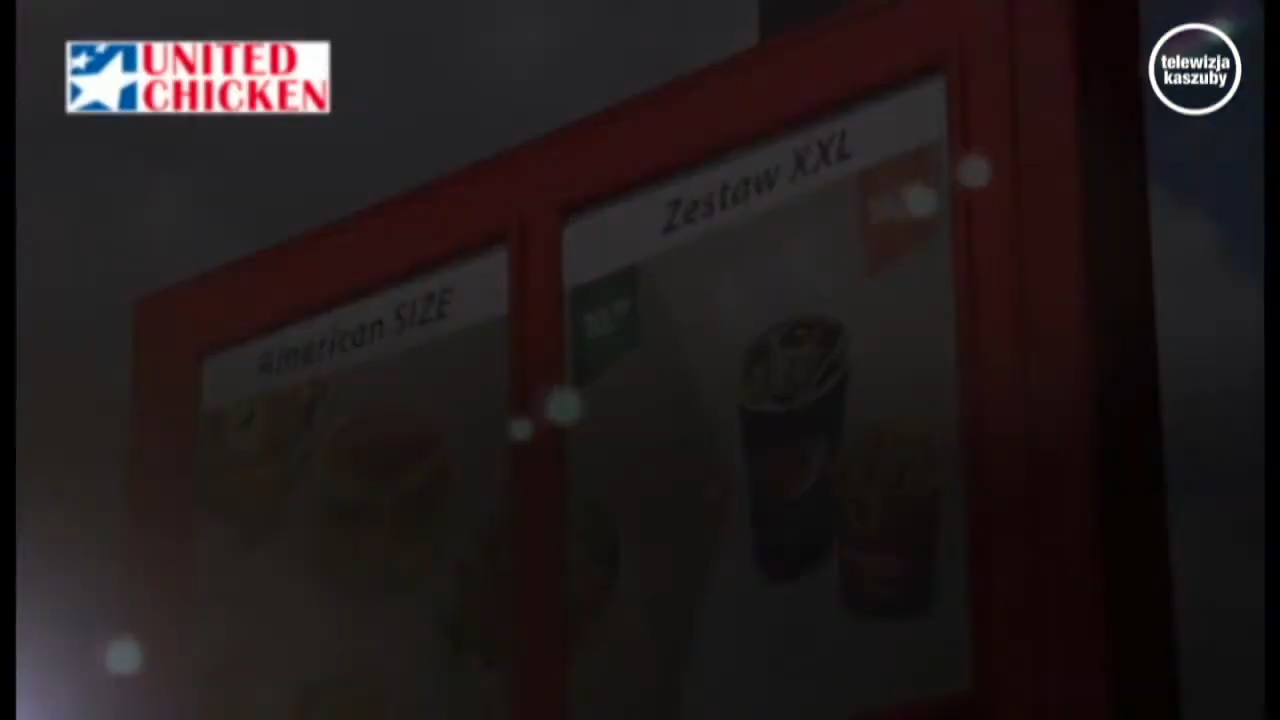 UNITED
CHICKEN
telewizja
kaszuby
Zestaw XXL
American SIZE